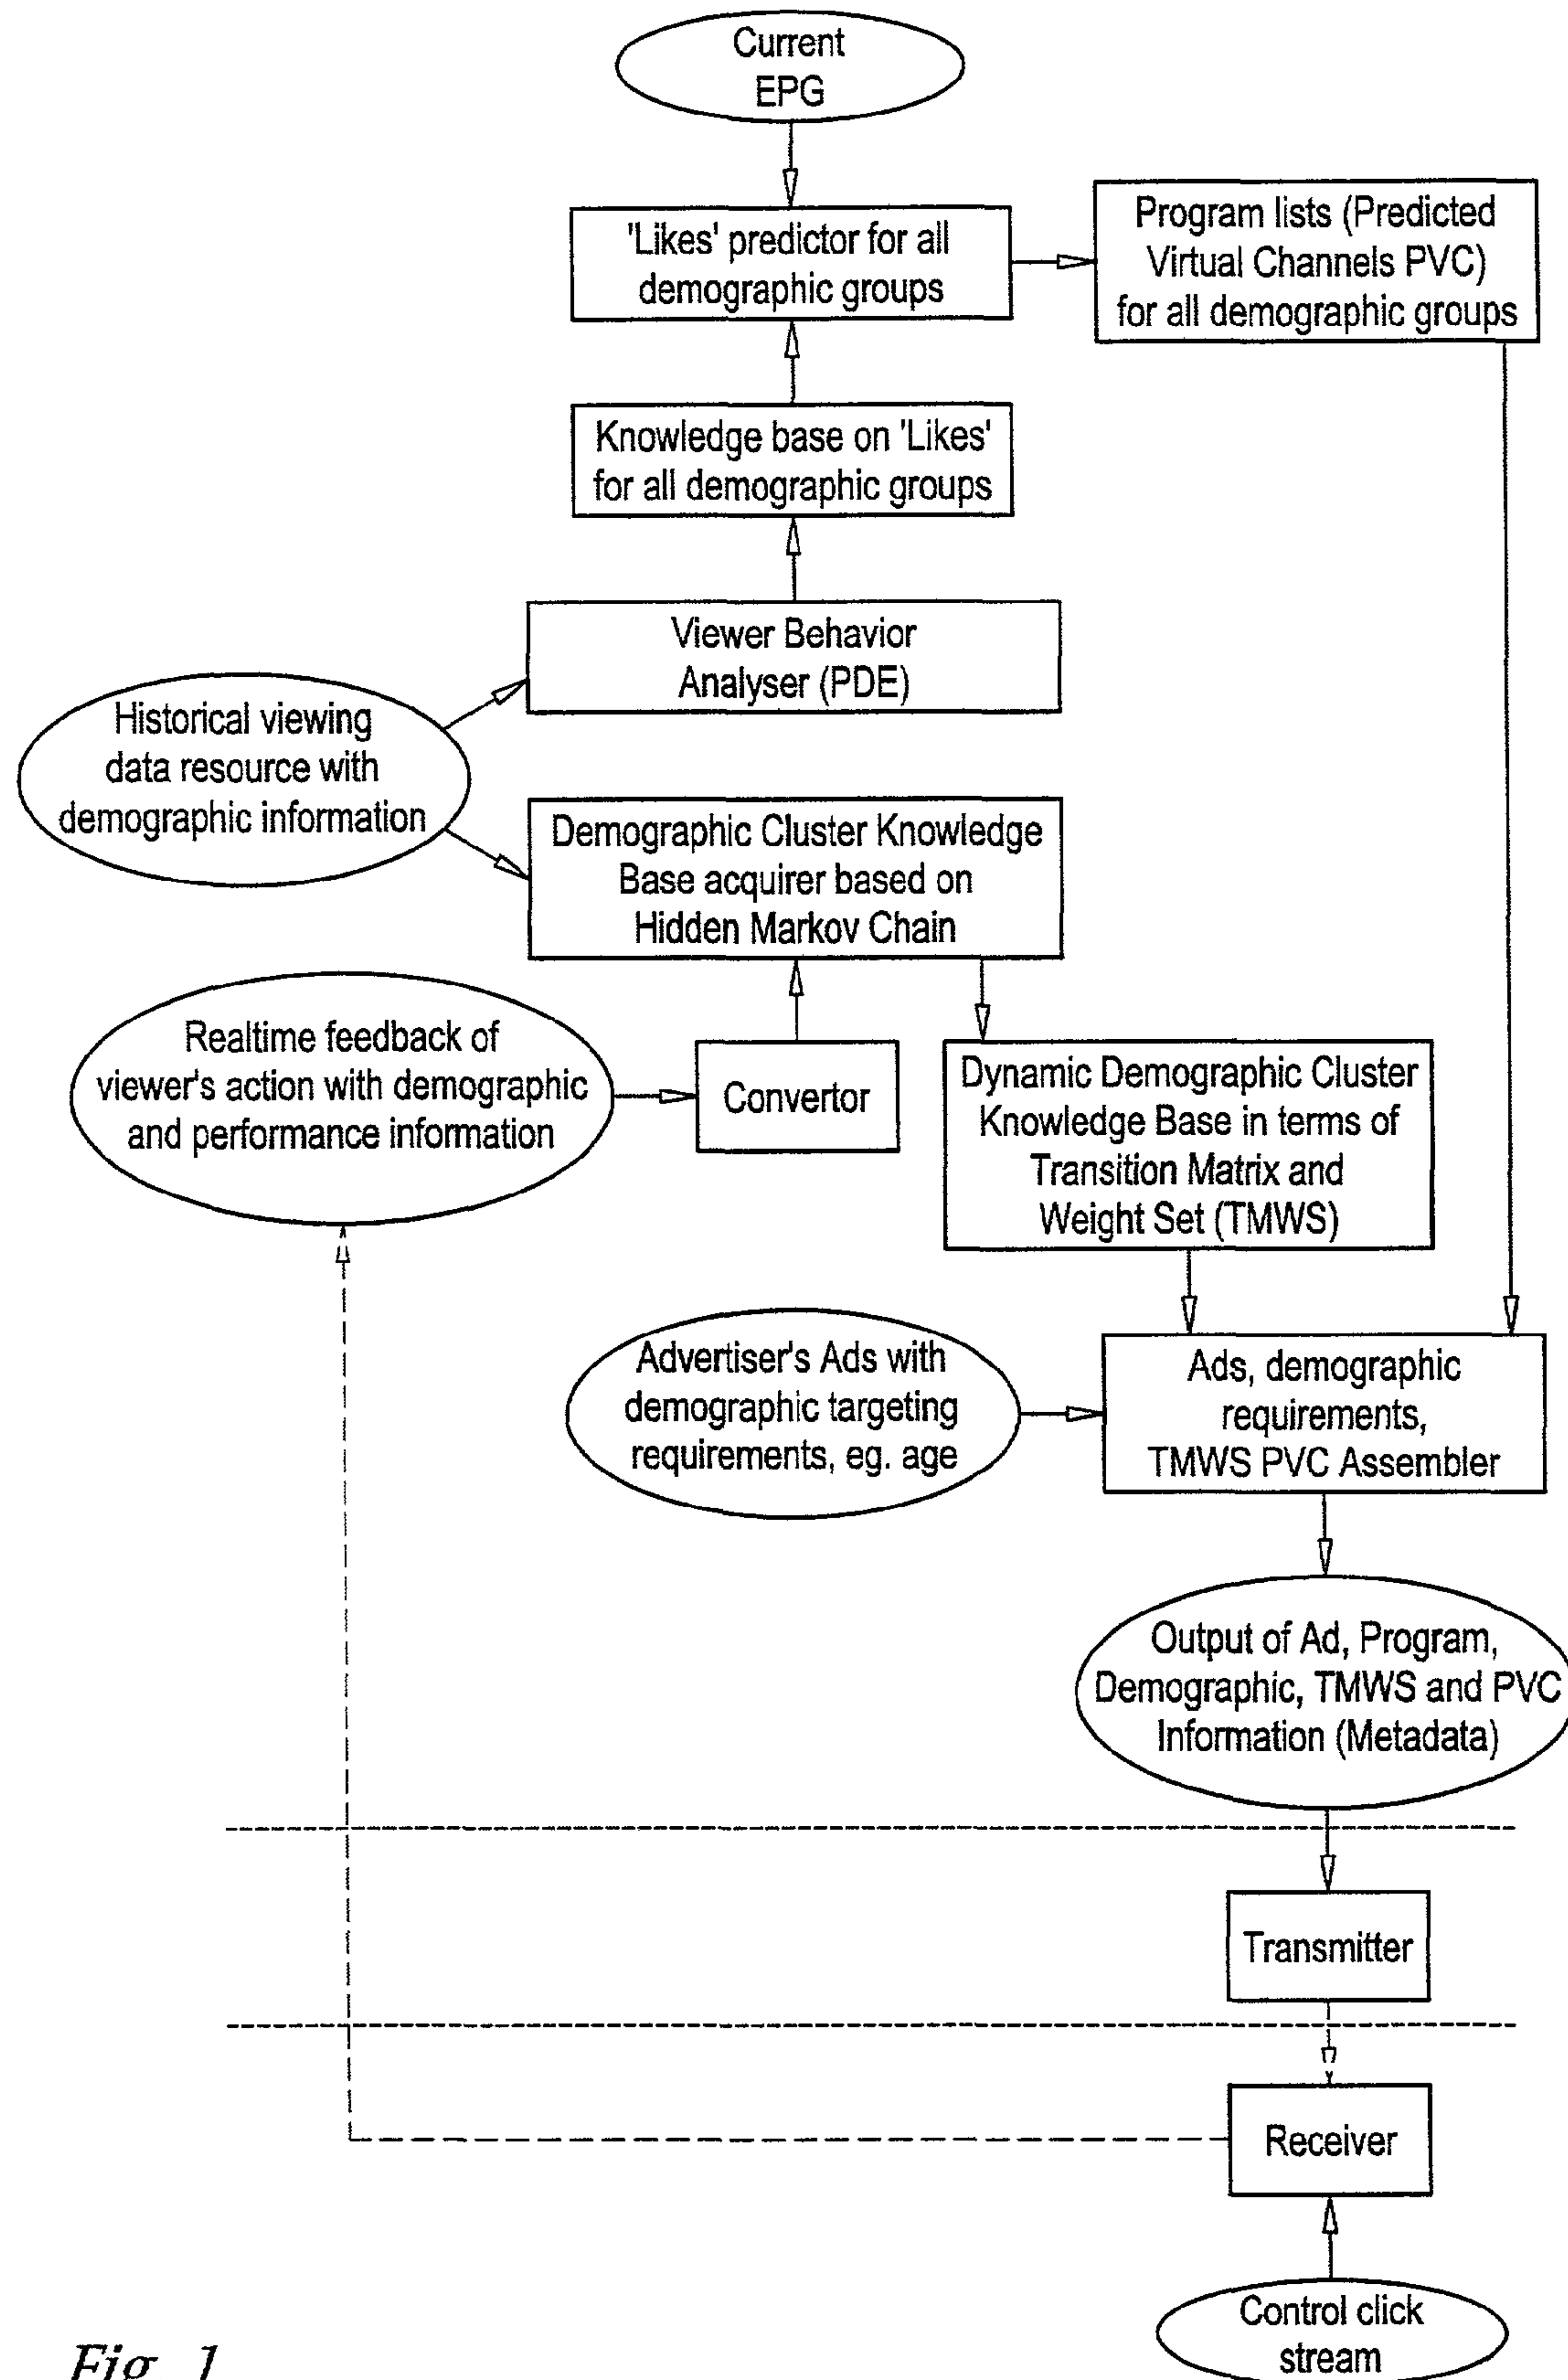 Current
EPG
'Likes' predictor for all
demographic groups
Program lists (Predicted
Virtual Channels PVC)
for all demographic groups
Knowledge base on 'Likes'
for all demographic groups
Viewer Behavior
Analyser (PDE)
Historical viewing
data resource with
demographic information
Demographic Cluster Knowledge
Base acquirer based on
Hidden Markov Chain
Realtime feedback of
viewer's action with demographic
and performance information
Convertor
Dynamic Demographic Cluster
Knowledge Base in terms of
Transition Matrix and
Weight Set (TMWS)
Advertiser's Ads with
demographic targeting
requirements, eg. age
Ads, demographic
requirements,
TMWS PVC Assembler
Output of Ad, Program,
Demographic, TMWS and PVC
Information (Metadata)
Transmitter
Receiver
Control click
stream
Fig. 1